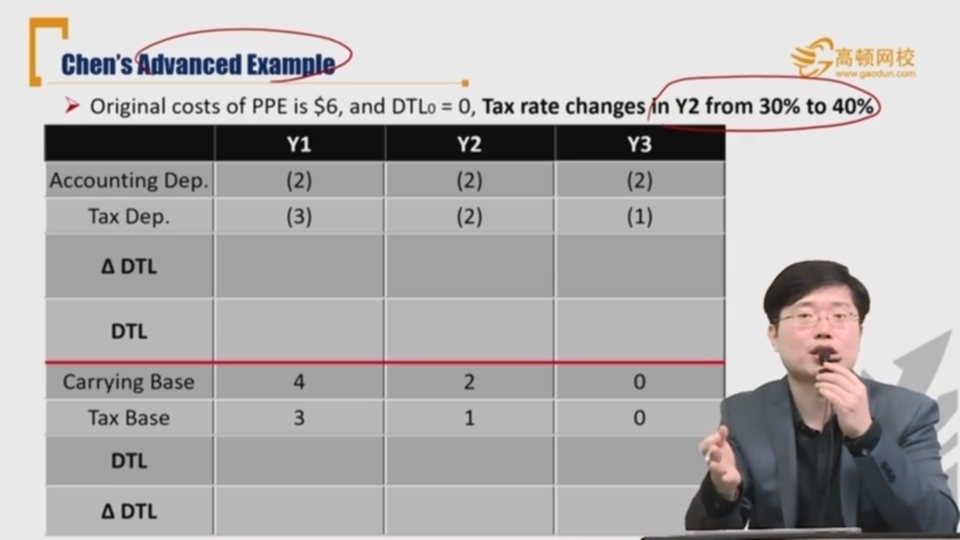 Chen's Advanced Example
高顿网校
www.gaodun.com
Original costs of PPE is $6, and DTL₀ = 0, Tax rate changes in Y2 from 30% to 40%
Y1 Y2 Y3
Accounting Dep. (2) (2) (2)
Tax Dep. (3) (2) (1)
Δ DTL
DTL
Carrying Base 4 2 0
Tax Base 3 1 0
DTL
Δ DTL